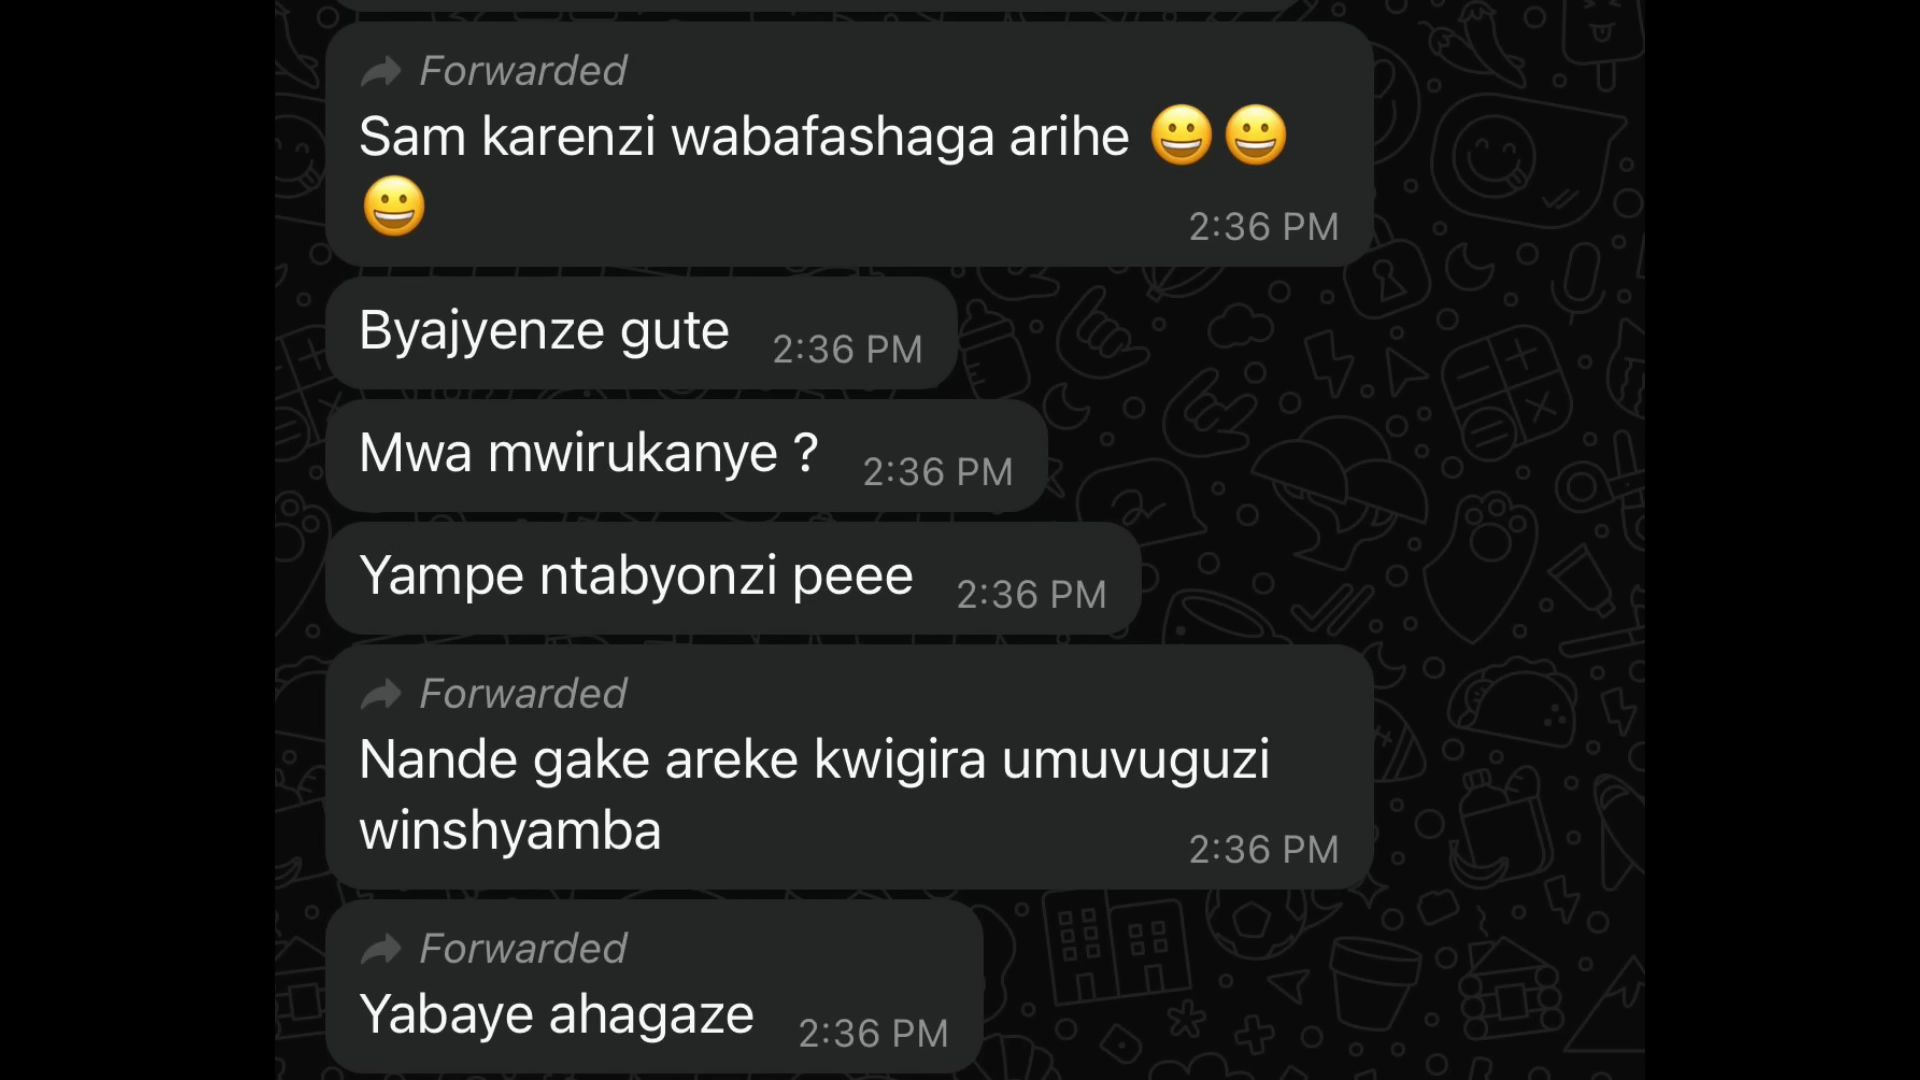 Forwarded
Sam karenzi wabafashaga arihe 😀😀
😀
2:36 PM
Byajyenze gute 2:36 PM
Mwa mwirukanye ? 2:36 PM
Yampe ntabyonzi peee 2:36 PM
Forwarded
Nande gake areke kwigira umuvuguzi
winshyamba
2:36 PM
Forwarded
Yabaye ahagaze 2:36 PM